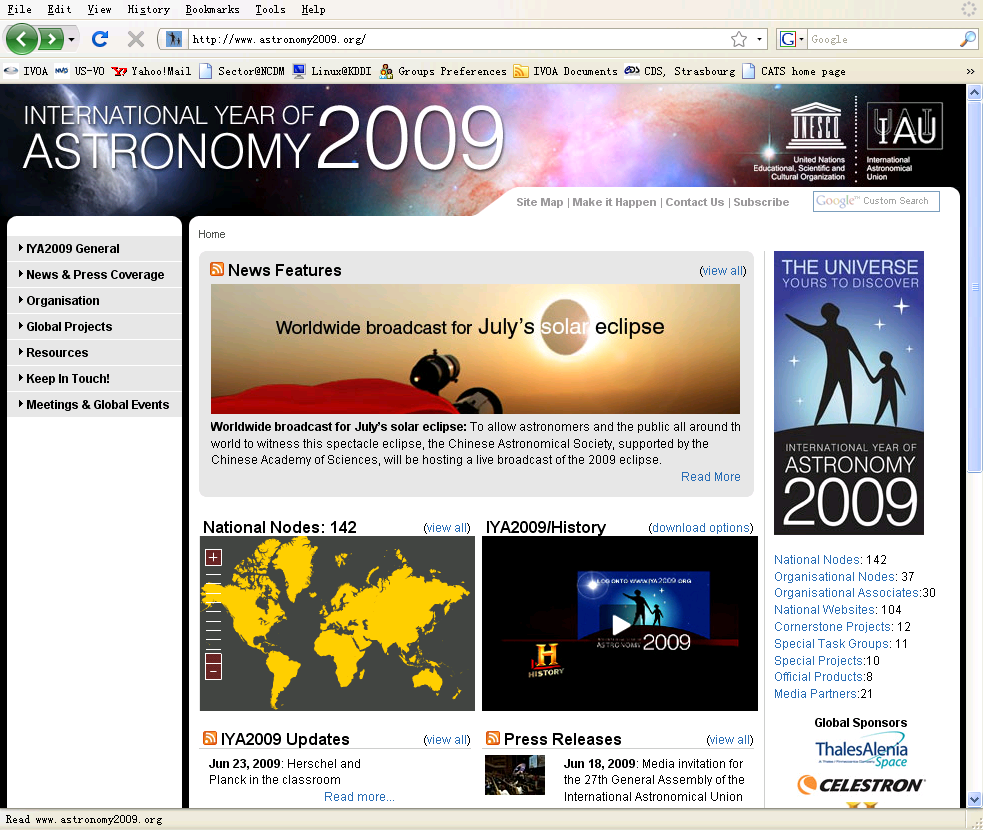 File Edit View History Bookmarks Tools Help
http://www.astronomy2009.org/
Google
IVOA US-VO Yahoo!Mail Sector@NCDM Linux@KDDI Groups Preferences IVOA Documents CDS, Strasbourg CATS home page »
INTERNATIONAL YEAR OF
ASTRONOMY 2009
UNESCO
United Nations
Educational, Scientific and
Cultural Organization
IAU
International
Astronomical
Union
Site Map | Make it Happen | Contact Us | Subscribe
Google™ Custom Search
IYA2009 General
News & Press Coverage
Organisation
Global Projects
Resources
Keep In Touch!
Meetings & Global Events
Home
News Features (view all)
Worldwide broadcast for July's solar eclipse
Worldwide broadcast for July's solar eclipse: To allow astronomers and the public all around th
world to witness this spectacle eclipse, the Chinese Astronomical Society, supported by the
Chinese Academy of Sciences, will be hosting a live broadcast of the 2009 eclipse.
Read More
National Nodes: 142 (view all)
+
−
IYA2009/History (download options)
LOG ONTO WWW.IYA2009.ORG
ASTRONOMY 2009
H
HISTORY
IYA2009 Updates (view all)
Jun 23, 2009: Herschel and
Planck in the classroom
Read more...
Press Releases (view all)
Jun 18, 2009: Media invitation for
the 27th General Assembly of the
International Astronomical Union
THE UNIVERSE
YOURS TO DISCOVER
INTERNATIONAL YEAR OF
ASTRONOMY
2009
National Nodes: 142
Organisational Nodes: 37
Organisational Associates:30
National Websites: 104
Cornerstone Projects: 12
Special Task Groups: 11
Special Projects:10
Official Products:8
Media Partners:21
Global Sponsors
ThalesAlenia
Space
CELESTRON
Read www.astronomy2009.org